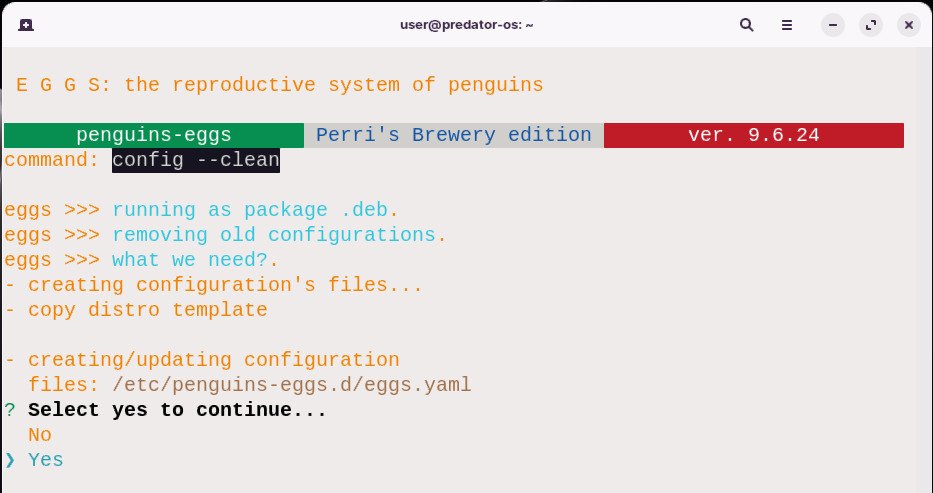 user@predator-os: ~
E G G S: the reproductive system of penguins
penguins-eggs Perri's Brewery edition ver. 9.6.24
command: config --clean
eggs >>> running as package .deb.
eggs >>> removing old configurations.
eggs >>> what we need?.
- creating configuration's files...
- copy distro template
- creating/updating configuration
files: /etc/penguins-eggs.d/eggs.yaml
? Select yes to continue...
No
❯ Yes